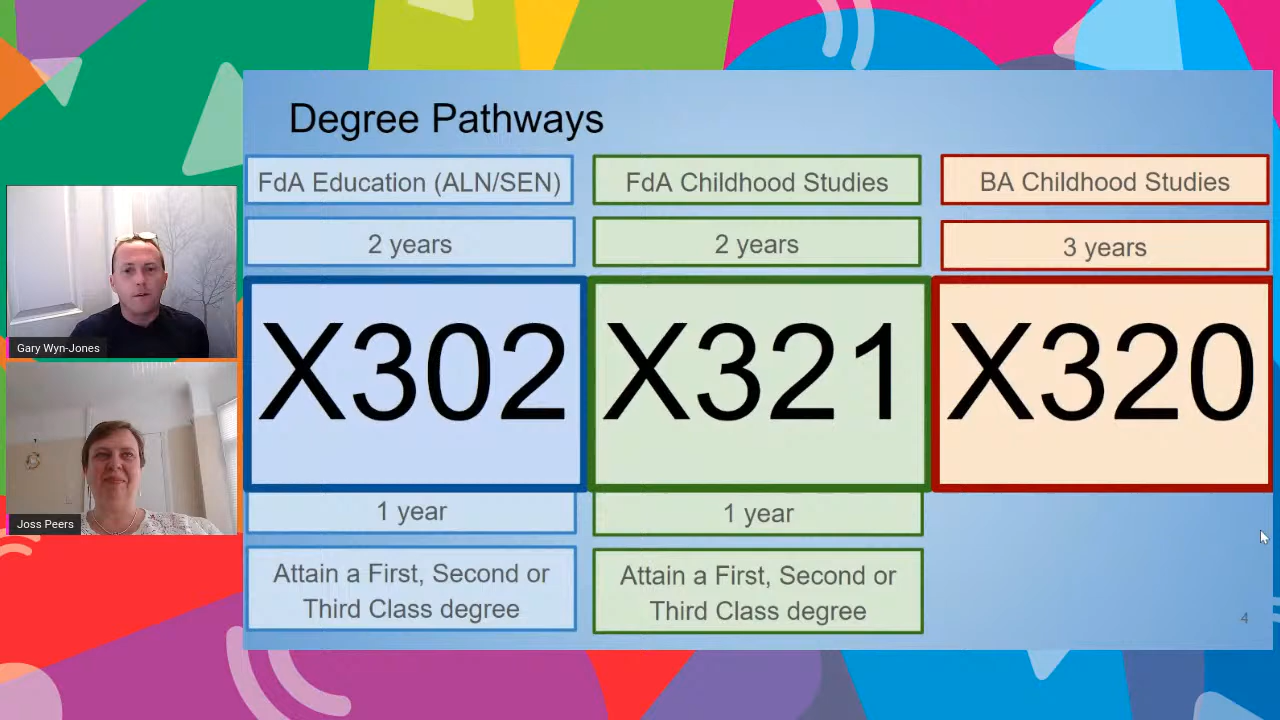 Degree Pathways
FdA Education (ALN/SEN)
FdA Childhood Studies
BA Childhood Studies
2 years
2 years
3 years
X302
X321
X320
1 year
1 year
Attain a First, Second or
Third Class degree
Attain a First, Second or
Third Class degree
4
Gary Wyn-Jones
Joss Peers